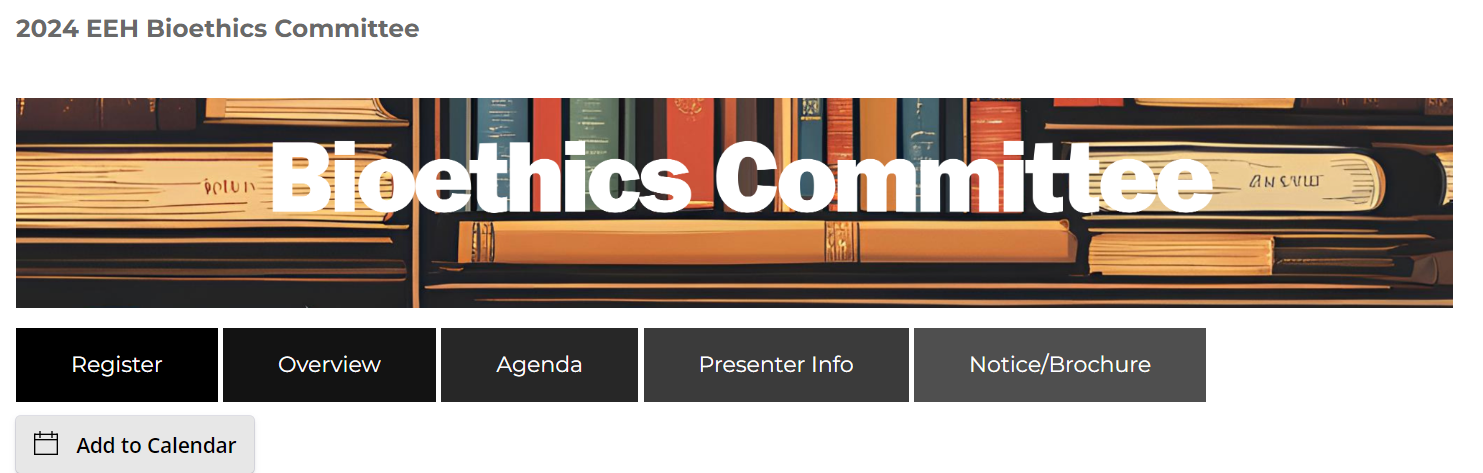 2024 EEH Bioethics Committee
Bioethics Committee
Register
Overview
Agenda
Presenter Info
Notice/Brochure
Add to Calendar